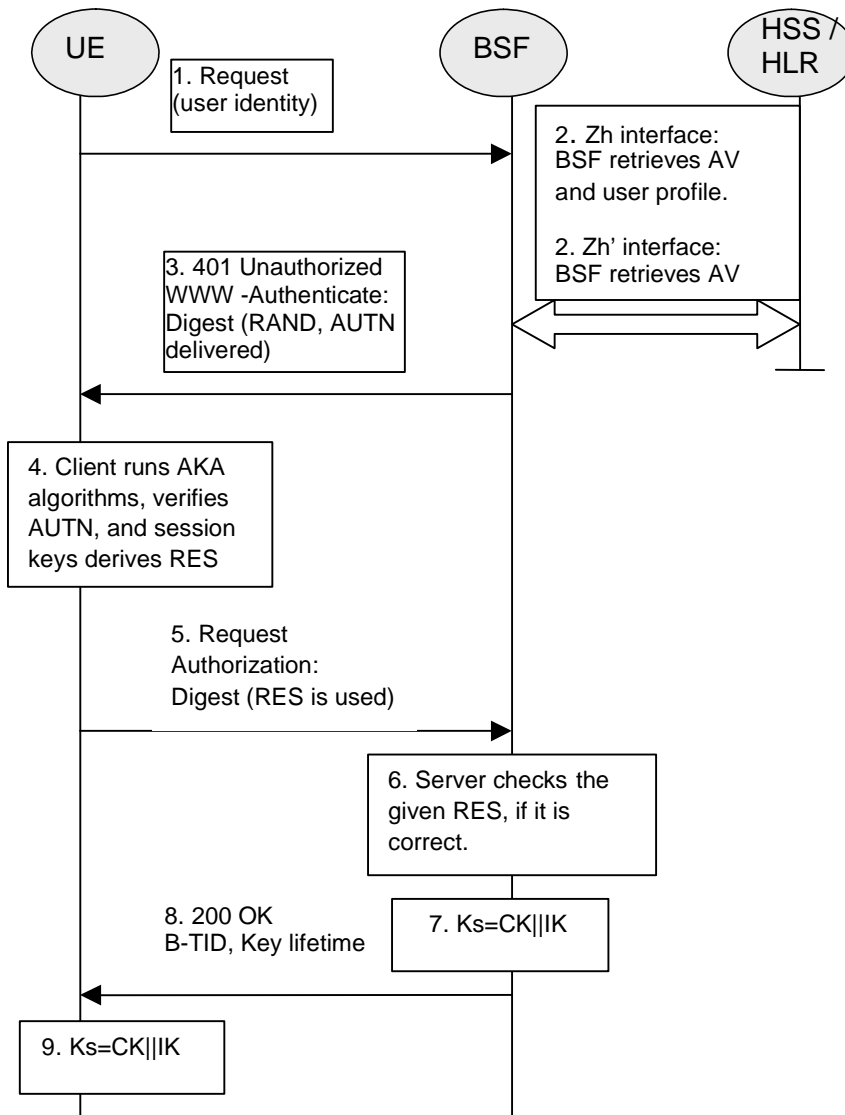 UE
BSF
HSS /
HLR
1. Request
(user identity)
2. Zh interface:
BSF retrieves AV
and user profile.
2. Zh’ interface:
BSF retrieves AV
3. 401 Unauthorized
WWW -Authenticate:
Digest (RAND, AUTN
delivered)
4. Client runs AKA
algorithms, verifies
AUTN, and session
keys derives RES
5. Request
Authorization:
Digest (RES is used)
6. Server checks the
given RES, if it is
correct.
7. Ks=CK||IK
8. 200 OK
B-TID, Key lifetime
9. Ks=CK||IK